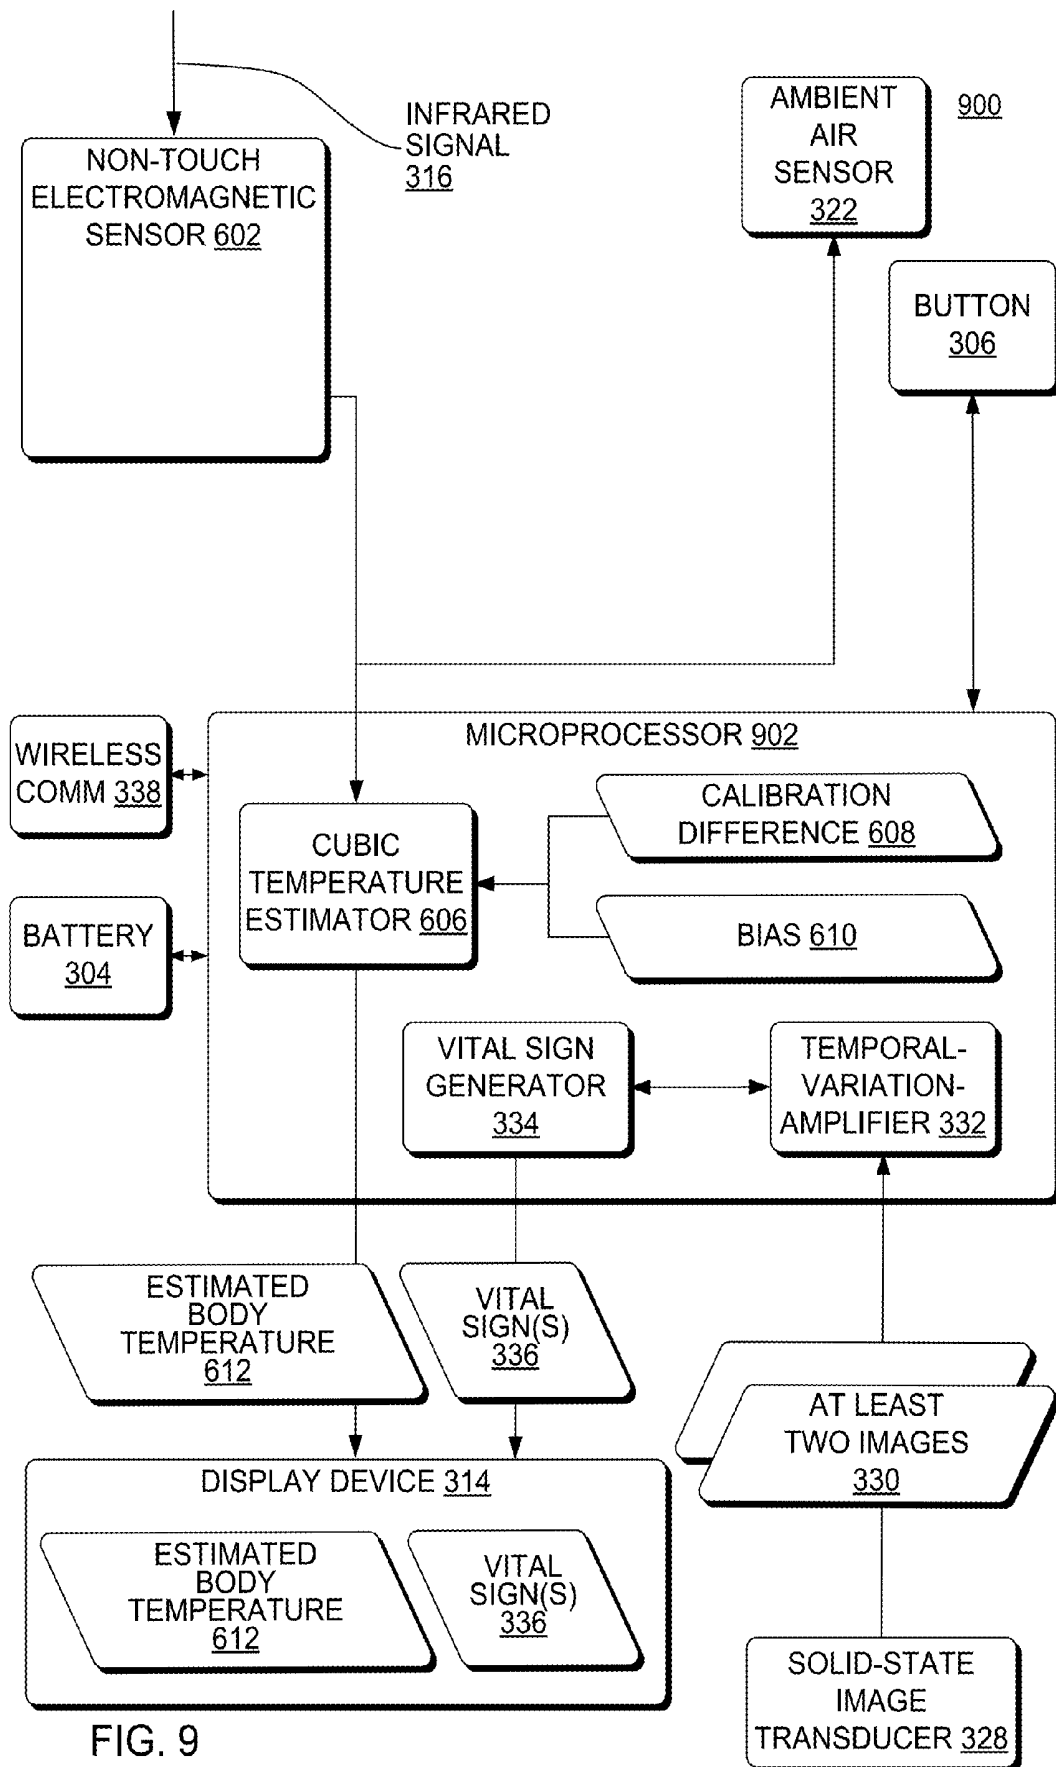 INFRARED
SIGNAL
316
NON-TOUCH
ELECTROMAGNETIC
SENSOR 602
AMBIENT
AIR
SENSOR
322
900
BUTTON
306
MICROPROCESSOR 902
WIRELESS
COMM 338
BATTERY
304
CUBIC
TEMPERATURE
ESTIMATOR 606
CALIBRATION
DIFFERENCE 608
BIAS 610
VITAL SIGN
GENERATOR
334
TEMPORAL-
VARIATION-
AMPLIFIER 332
ESTIMATED
BODY
TEMPERATURE
612
VITAL
SIGN(S)
336
AT LEAST
TWO IMAGES
330
DISPLAY DEVICE 314
ESTIMATED
BODY
TEMPERATURE
612
VITAL
SIGN(S)
336
SOLID-STATE
IMAGE
TRANSDUCER 328
FIG. 9